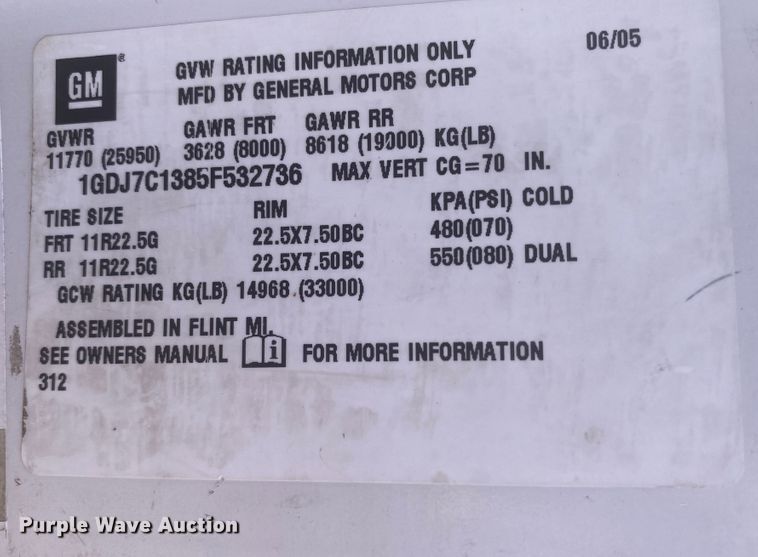 06/05
GM®
GVW RATING INFORMATION ONLY
MFD BY GENERAL MOTORS CORP
GVWR GAWR FRT GAWR RR
11770 (25950) 3628 (8000) 8618 (19000) KG(LB)
1GDJ7C1385F532736 MAX VERT CG=70 IN.
TIRE SIZE RIM KPA(PSI) COLD
FRT 11R22.5G 22.5X7.50BC 480(070)
RR 11R22.5G 22.5X7.50BC 550(080) DUAL
GCW RATING KG(LB) 14968 (33000)
ASSEMBLED IN FLINT MI.
SEE OWNERS MANUAL i FOR MORE INFORMATION
312
Purple Wave Auction